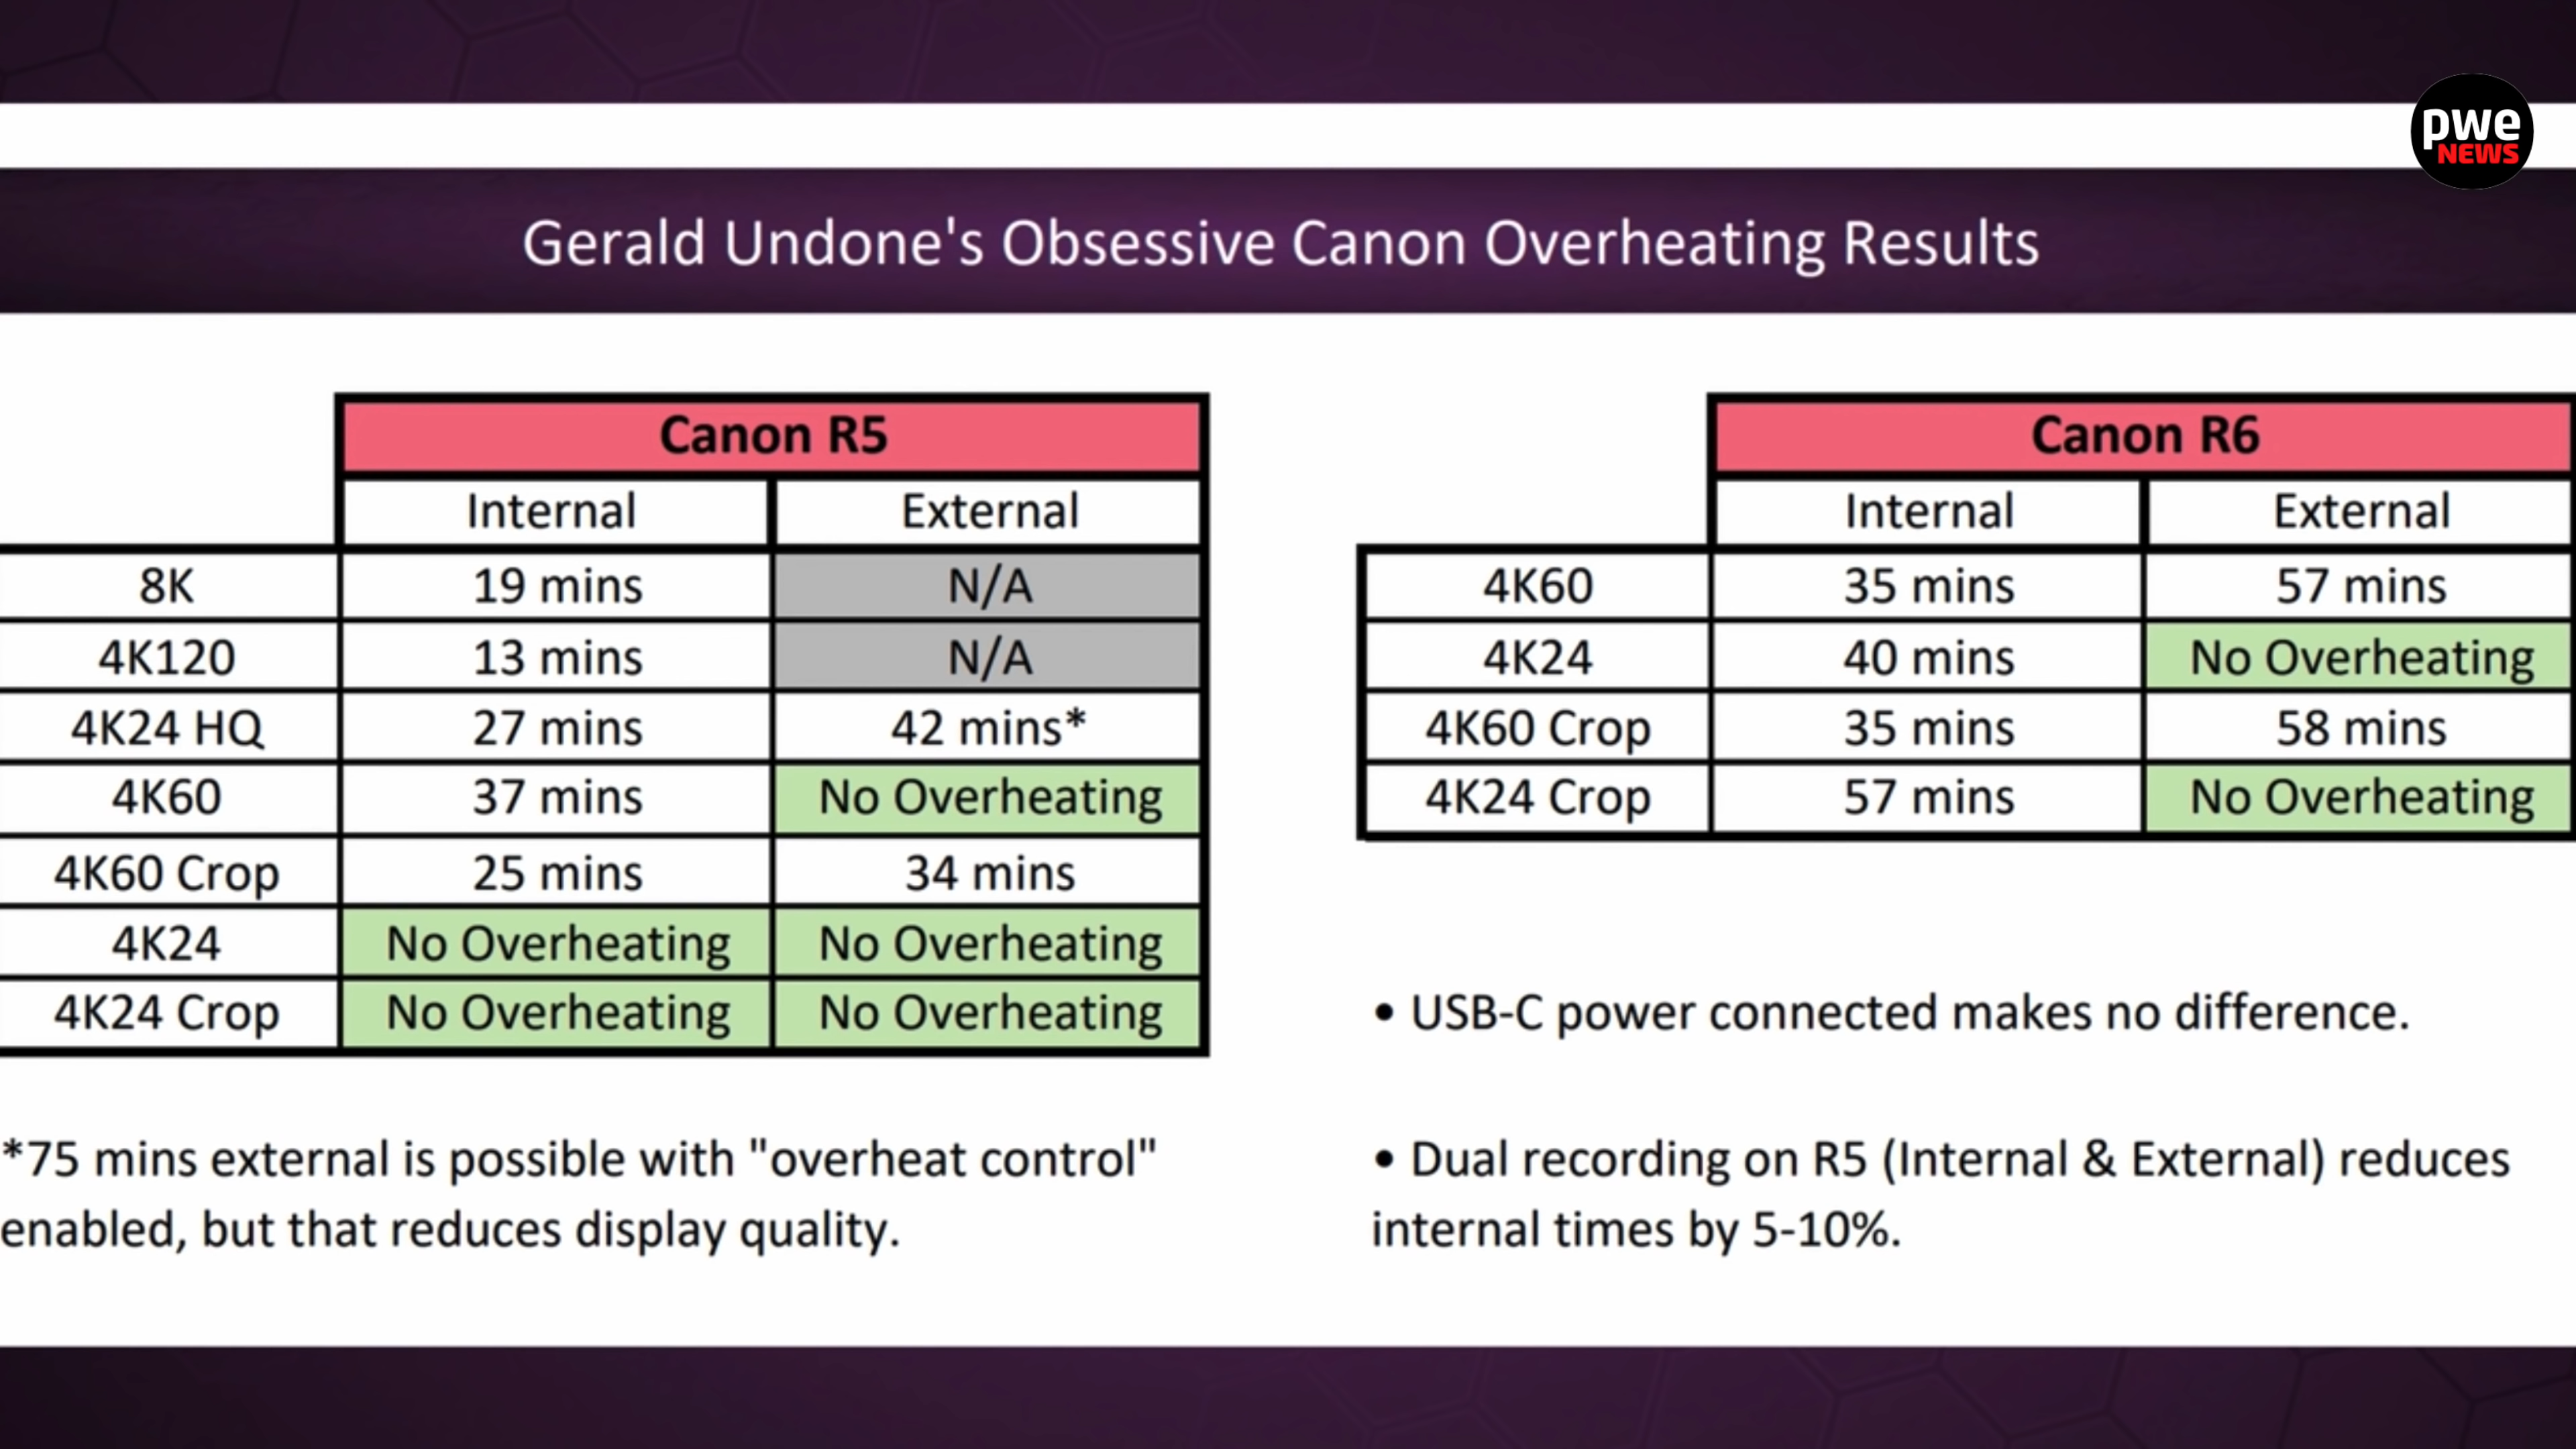 pwe
NEWS
Gerald Undone's Obsessive Canon Overheating Results
Canon R5
Internal External
8K 19 mins N/A
4K120 13 mins N/A
4K24 HQ 27 mins 42 mins*
4K60 37 mins No Overheating
4K60 Crop 25 mins 34 mins
4K24 No Overheating No Overheating
4K24 Crop No Overheating No Overheating
*75 mins external is possible with "overheat control"
enabled, but that reduces display quality.
Canon R6
Internal External
4K60 35 mins 57 mins
4K24 40 mins No Overheating
4K60 Crop 35 mins 58 mins
4K24 Crop 57 mins No Overheating
• USB-C power connected makes no difference.
• Dual recording on R5 (Internal & External) reduces
internal times by 5-10%.